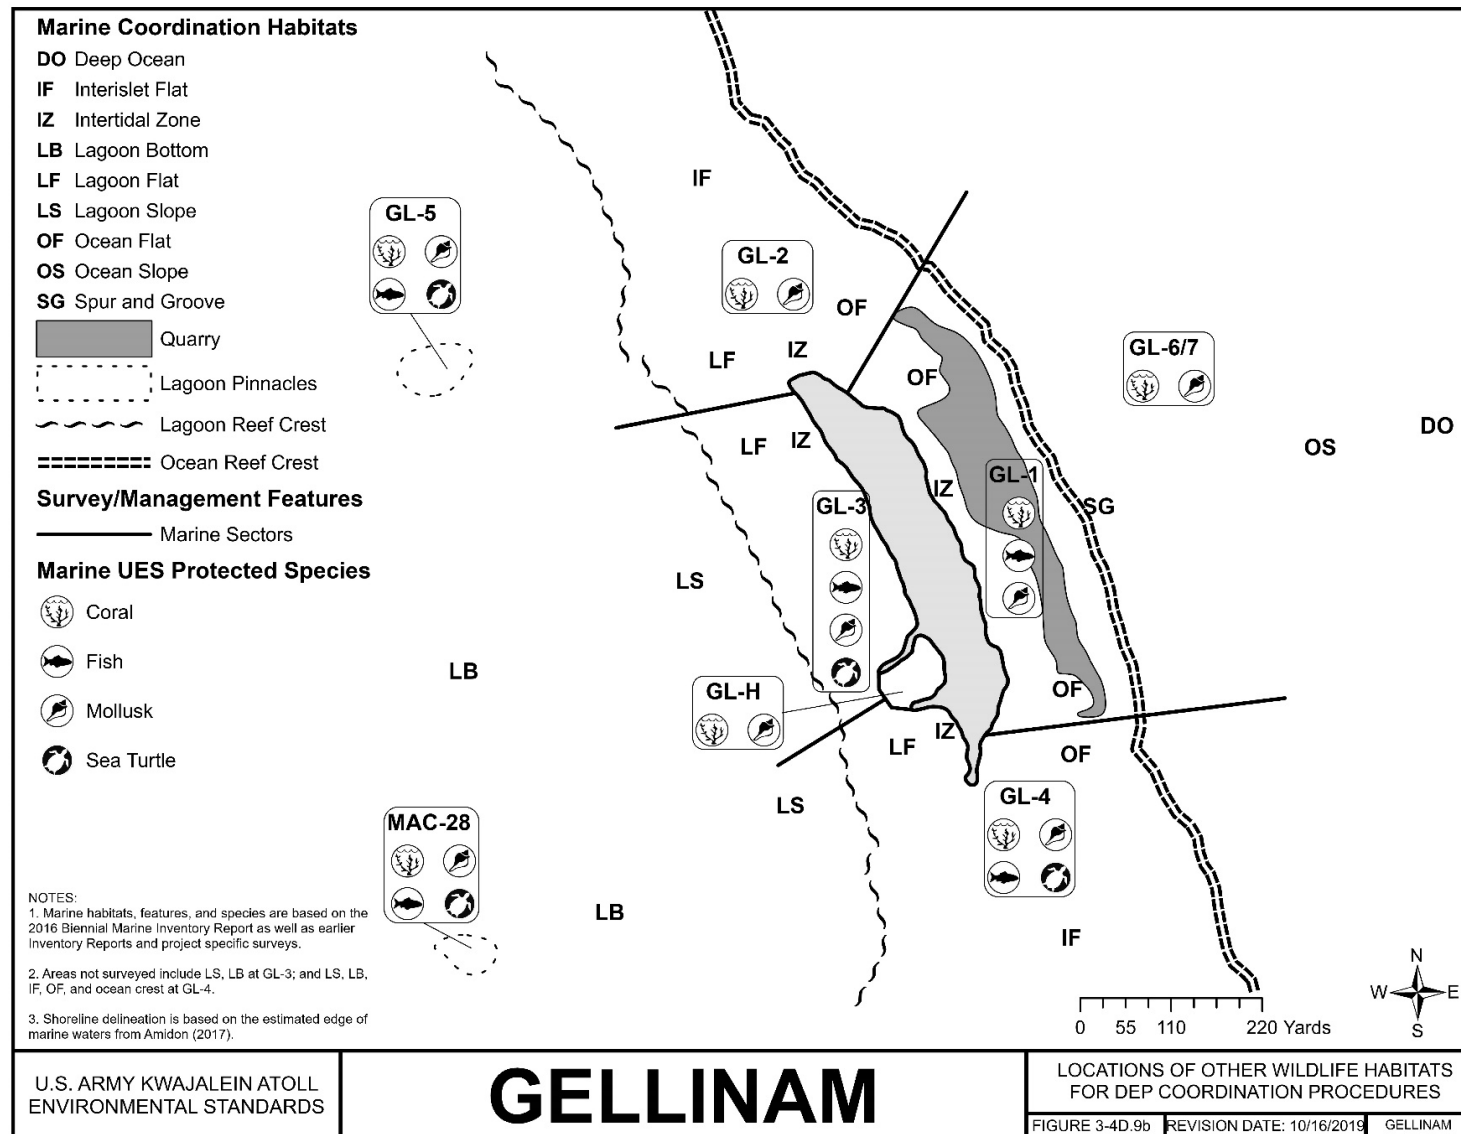 Marine Coordination Habitats
DO Deep Ocean
IF Interislet Flat
IZ Intertidal Zone
LB Lagoon Bottom
LF Lagoon Flat
LS Lagoon Slope
OF Ocean Flat
OS Ocean Slope
SG Spur and Groove
Quarry
Lagoon Pinnacles
Lagoon Reef Crest
Ocean Reef Crest
Survey/Management Features
Marine Sectors
Marine UES Protected Species
Coral
Fish
Mollusk
Sea Turtle
NOTES:
1. Marine habitats, features, and species are based on the
2016 Biennial Marine Inventory Report as well as earlier
Inventory Reports and project specific surveys.
2. Areas not surveyed include LS, LB at GL-3; and LS, LB,
IF, OF, and ocean crest at GL-4.
3. Shoreline delineation is based on the estimated edge of
marine waters from Amidon (2017).
IF
GL-5
GL-2
OF
IZ
LF
GL-6/7
OF
DO
LF
IZ
OS
GL-1
IZ
GL-3
SG
LS
LB
GL-H
OF
IZ
LF
OF
LS
GL-4
MAC-28
LB
IF
N
W E
S
0 55 110 220 Yards
U.S. ARMY KWAJALEIN ATOLL
ENVIRONMENTAL STANDARDS
GELLINAM
LOCATIONS OF OTHER WILDLIFE HABITATS
FOR DEP COORDINATION PROCEDURES
FIGURE 3-4D.9b REVISION DATE: 10/16/2019 GELLINAM